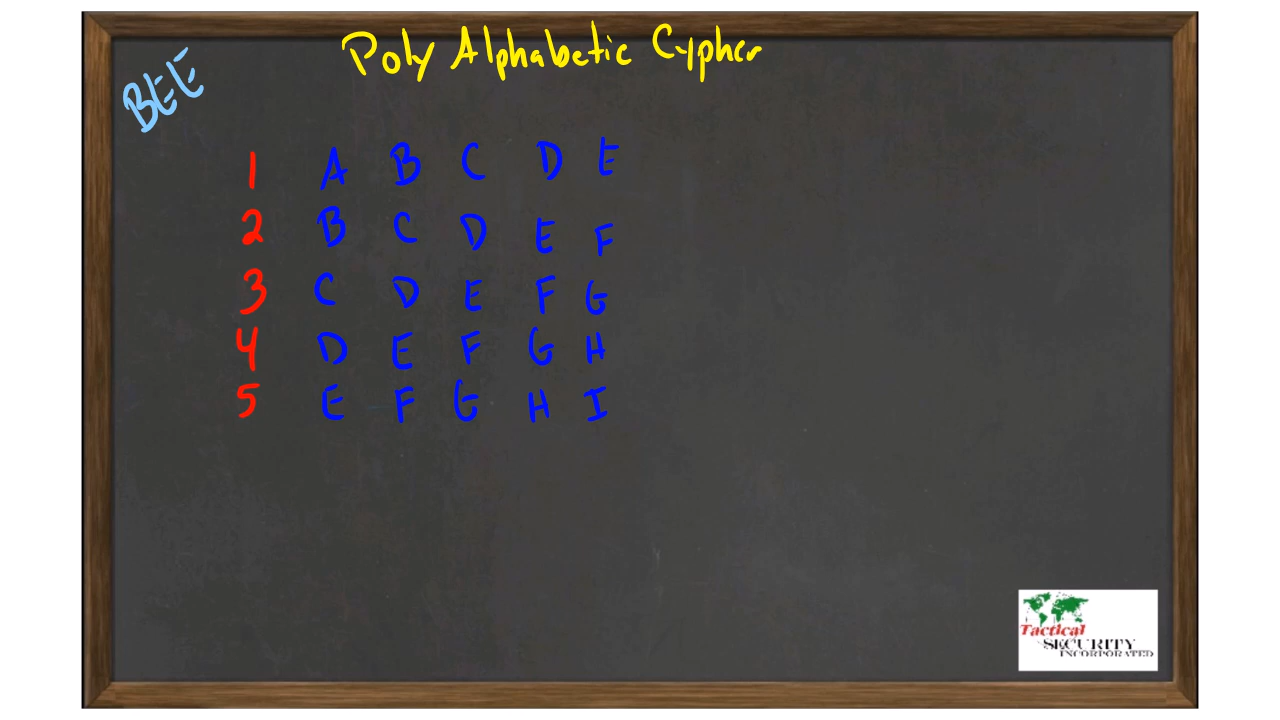 Poly Alphabetic Cypher
BEE
1 A B C D E
2 B C D E F
3 C D E F G
4 D E F G H
5 E F G H I
Tactical
SECURITY
INCORPORATED